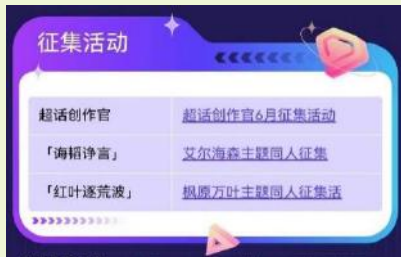 征集活动
超话创作官 超话创作官6月征集活动
「诲韬诤言」 艾尔海森主题同人征集
「红叶逐荒波」 枫原万叶主题同人征集活